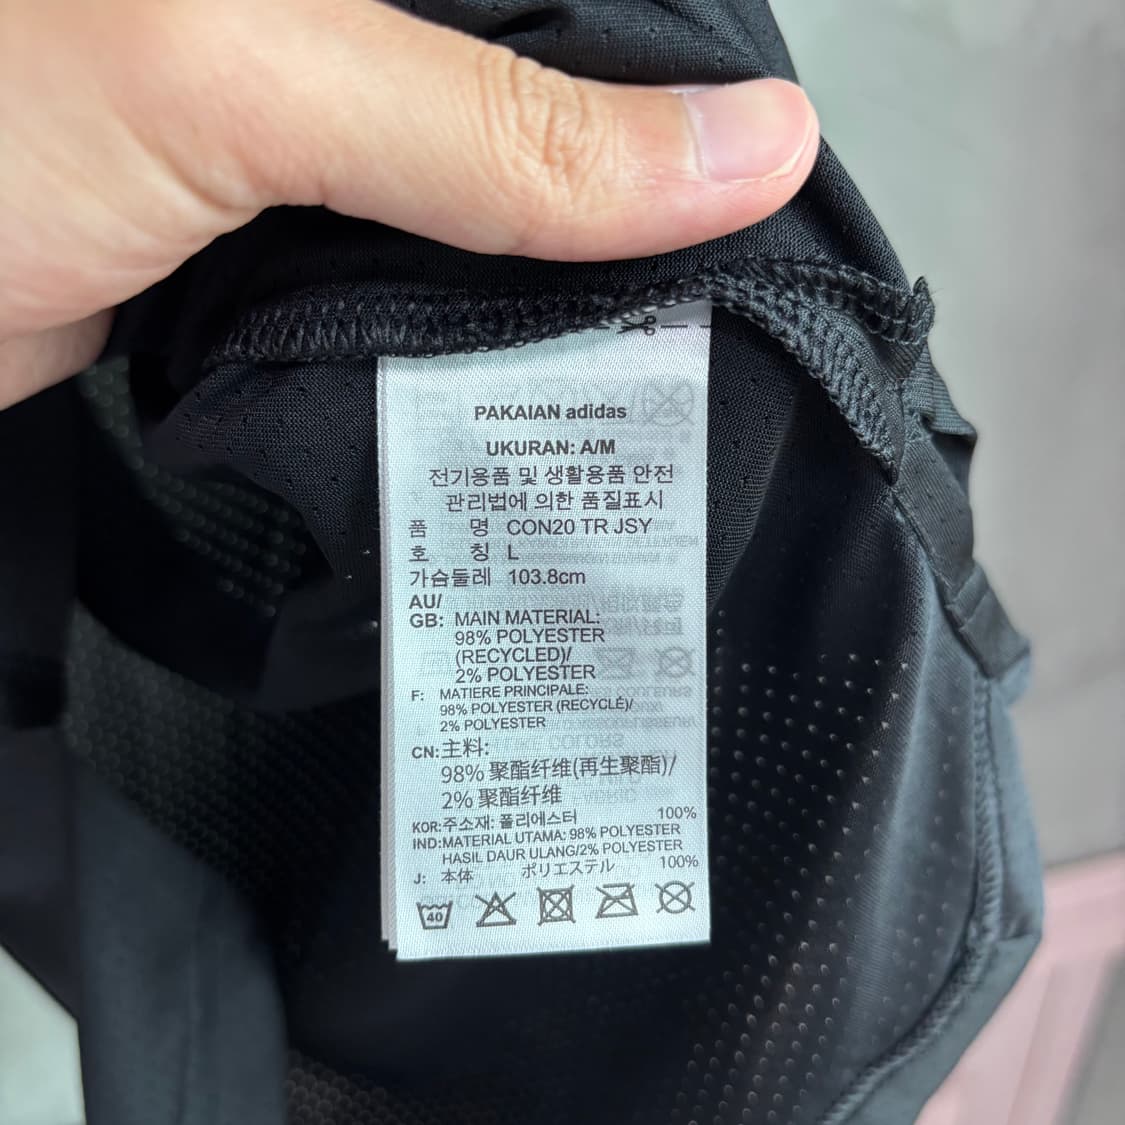 PAKAIAN adidas
UKURAN: A/M
전기용품 및 생활용품 안전
관리법에 의한 품질표시
품 명 CON20 TR JSY
호 칭 L
가슴둘레 103.8cm
AU/
GB: MAIN MATERIAL:
98% POLYESTER
(RECYCLED)/
2% POLYESTER
F: MATIERE PRINCIPALE:
98% POLYESTER (RECYCLÉ)/
2% POLYESTER
CN: 主料:
98% 聚酯纤维(再生聚酯)/
2% 聚酯纤维
KOR: 주소재: 폴리에스터 100%
IND: MATERIAL UTAMA: 98% POLYESTER
HASIL DAUR ULANG/2% POLYESTER
J: 本体 ポリエステル 100%
40